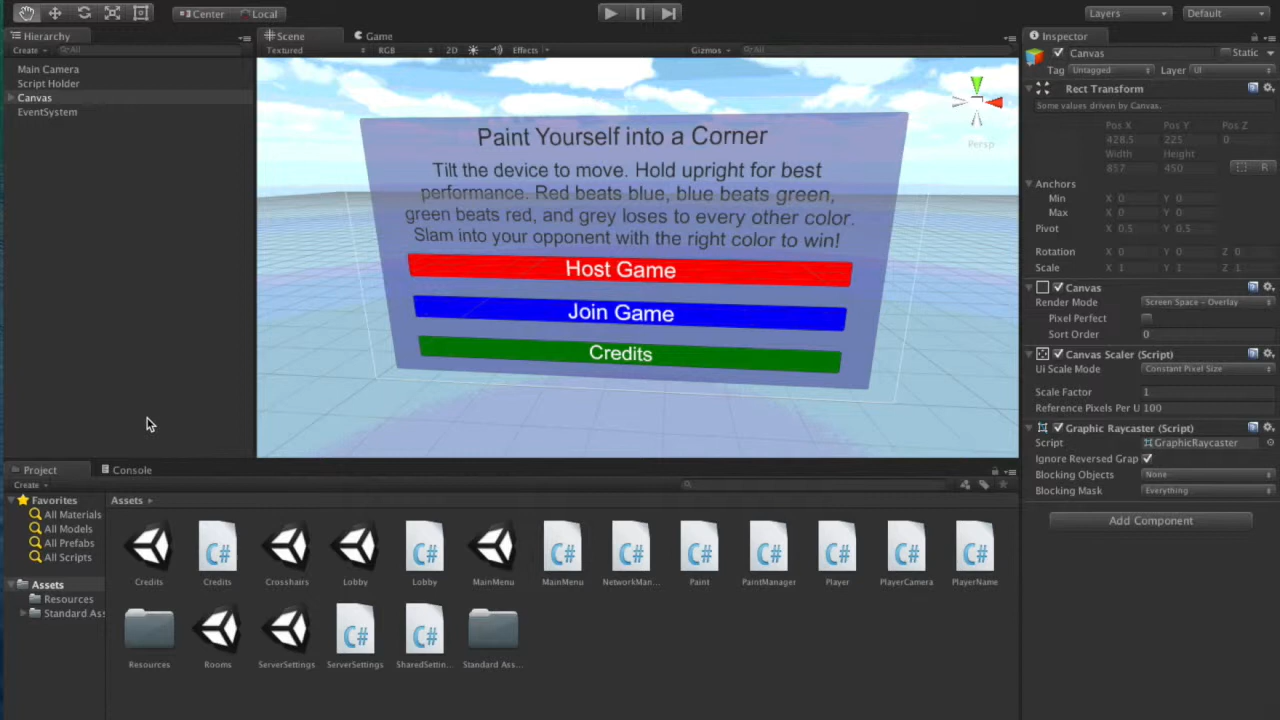 Center
Local
Layers
Default
Hierarchy
Create
All
Main Camera
Script Holder
Canvas
EventSystem
Scene
Game
Textured
RGB
2D
Effects
Gizmos
All
Persp
Paint Yourself into a Corner
Tilt the device to move. Hold upright for best
performance. Red beats blue, blue beats green,
green beats red, and grey loses to every other color.
Slam into your opponent with the right color to win!
Host Game
Join Game
Credits
Inspector
Canvas
Static
Tag Untagged
Layer UI
Rect Transform
Some values driven by Canvas.
Pos X Pos Y Pos Z
428.5 225 0
Width Height
857 450
R
Anchors
Min X 0 Y 0
Max X 0 Y 0
Pivot X 0.5 Y 0.5
Rotation X 0 Y 0 Z 0
Scale X 1 Y 1 Z 1
Canvas
Render Mode Screen Space - Overlay
Pixel Perfect
Sort Order 0
Canvas Scaler (Script)
Ui Scale Mode Constant Pixel Size
Scale Factor 1
Reference Pixels Per U 100
Graphic Raycaster (Script)
Script GraphicRaycaster
Ignore Reversed Grap
Blocking Objects None
Blocking Mask Everything
Add Component
Project
Console
Create
Favorites
All Materials
All Models
All Prefabs
All Scripts
Assets
Resources
Standard Ass
Assets
C# C# C# C# C# C# C# C# C#
Credits Credits Crosshairs Lobby Lobby MainMenu MainMenu NetworkMan... Paint PaintManager Player PlayerCamera PlayerName
C# C#
Resources Rooms ServerSettings ServerSettings SharedSettin... Standard Ass...